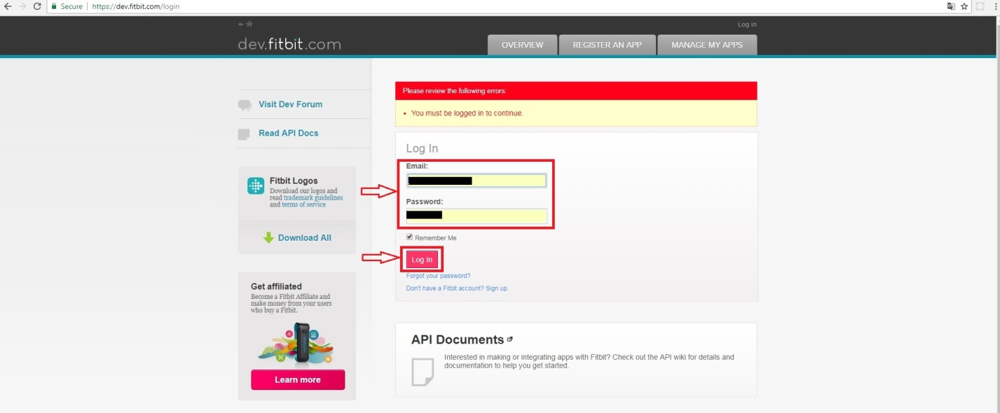 Secure | https://dev.fitbit.com/login
Log in
dev.fitbit.com
OVERVIEW
REGISTER AN APP
MANAGE MY APPS
Visit Dev Forum
Read API Docs
Fitbit Logos
Download our logos and
read trademark guidelines
and terms of service
Download All
Get affiliated
Become a Fitbit Affiliate and
make money from your users
who buy a Fitbit.
Learn more
Please review the following errors:
• You must be logged in to continue.
Log In
Email:
Password:
Remember Me
Log In
Forgot your password?
Don't have a Fitbit account? Sign up.
API Documents
Interested in making or integrating apps with Fitbit? Check out the API wiki for details and
documentation to help you get started.